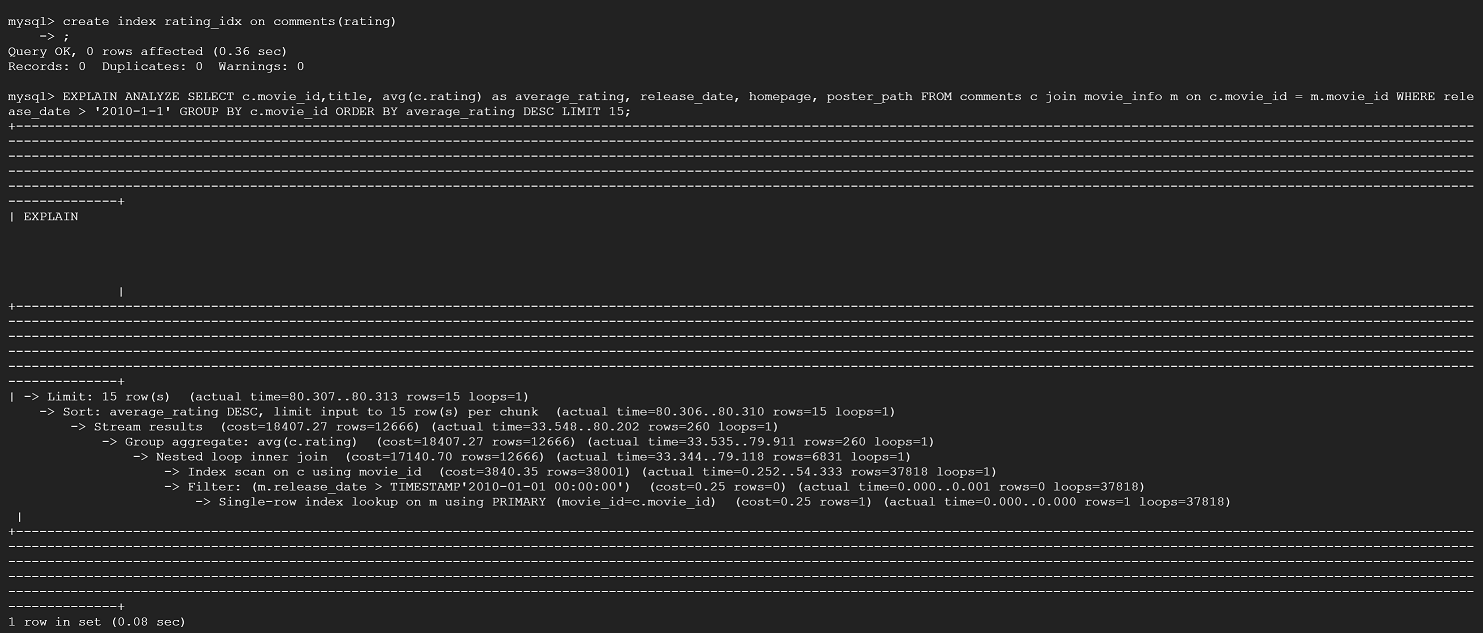 mysql> create index rating_idx on comments(rating)
    -> ;
Query OK, 0 rows affected (0.36 sec)
Records: 0  Duplicates: 0  Warnings: 0
mysql> EXPLAIN ANALYZE SELECT c.movie_id,title, avg(c.rating) as average_rating, release_date, homepage, poster_path FROM comments c join movie_info m on c.movie_id = m.movie_id WHERE rele
ase_date > '2010-1-1' GROUP BY c.movie_id ORDER BY average_rating DESC LIMIT 15;
| EXPLAIN
|
| -> Limit: 15 row(s)  (actual time=80.307..80.313 rows=15 loops=1)
    -> Sort: average_rating DESC, limit input to 15 row(s) per chunk  (actual time=80.306..80.310 rows=15 loops=1)
        -> Stream results  (cost=18407.27 rows=12666) (actual time=33.548..80.202 rows=260 loops=1)
            -> Group aggregate: avg(c.rating)  (cost=18407.27 rows=12666) (actual time=33.535..79.911 rows=260 loops=1)
                -> Nested loop inner join  (cost=17140.70 rows=12666) (actual time=33.344..79.118 rows=6831 loops=1)
                    -> Index scan on c using movie_id  (cost=3840.35 rows=38001) (actual time=0.252..54.333 rows=37818 loops=1)
                    -> Filter: (m.release_date > TIMESTAMP'2010-01-01 00:00:00')  (cost=0.25 rows=0) (actual time=0.000..0.001 rows=0 loops=37818)
                        -> Single-row index lookup on m using PRIMARY (movie_id=c.movie_id)  (cost=0.25 rows=1) (actual time=0.000..0.000 rows=1 loops=37818)
 |
1 row in set (0.08 sec)